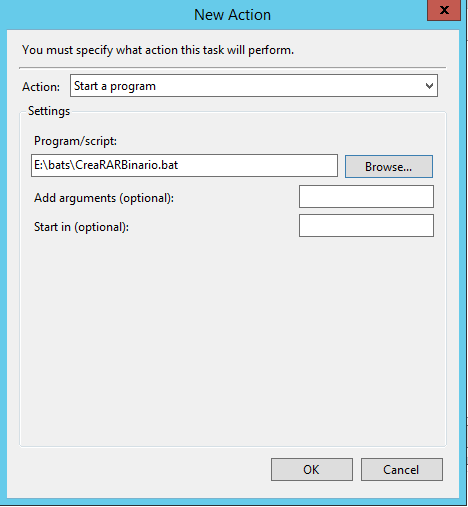 New Action
x
You must specify what action this task will perform.
Action: Start a program
Settings
Program/script:
E:\bats\CreaRARBinario.bat Browse...
Add arguments (optional):
Start in (optional):
OK Cancel